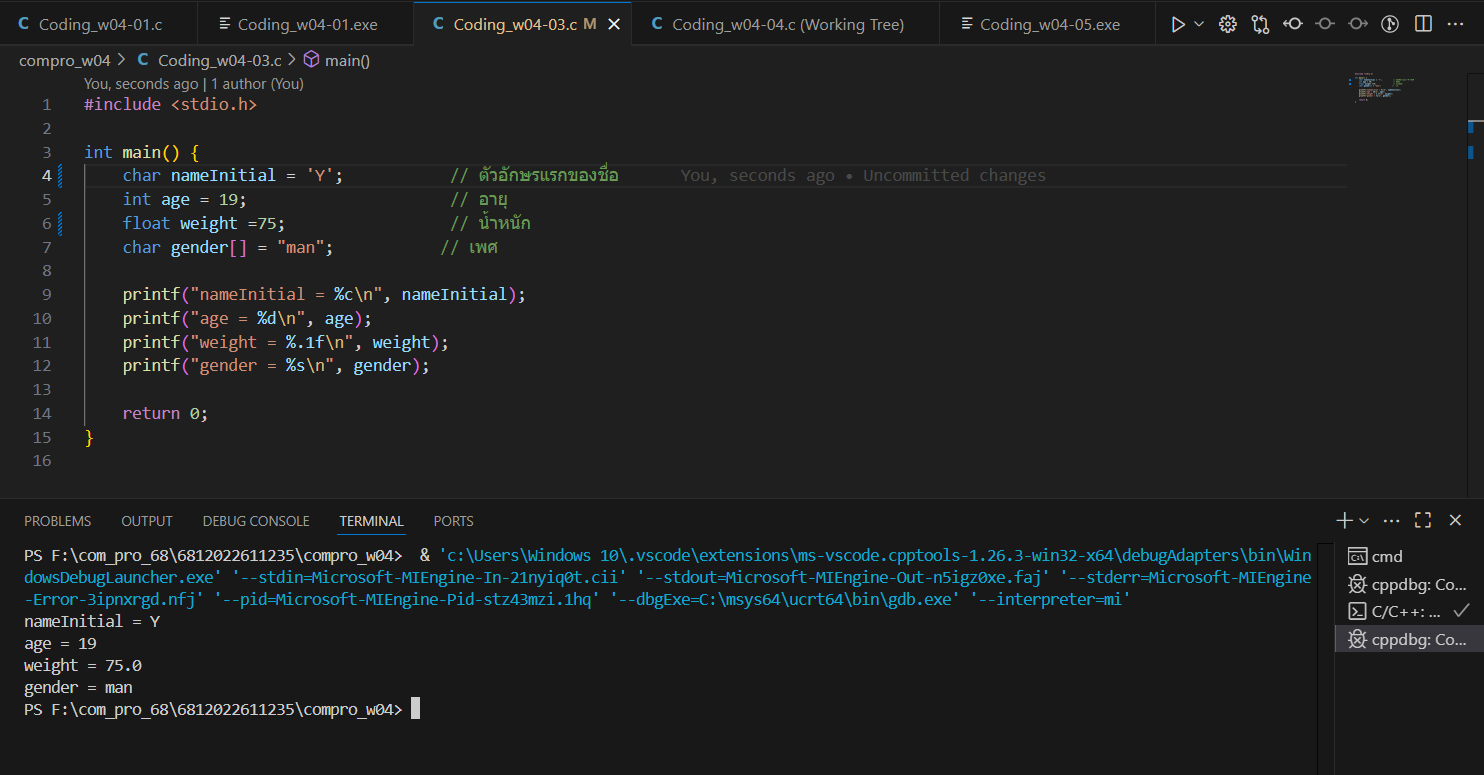 C Coding_w04-01.c
Coding_w04-01.exe
C Coding_w04-03.c M
C Coding_w04-04.c (Working Tree)
Coding_w04-05.exe
compro_w04 > C Coding_w04-03.c > main()
You, seconds ago | 1 author (You)
1 #include <stdio.h>
2
3 int main() {
4 char nameInitial = 'Y'; // ตัวอักษรแรกของชื่อ You, seconds ago • Uncommitted changes
5 int age = 19; // อายุ
6 float weight =75; // น้ำหนัก
7 char gender[] = "man"; // เพศ
8
9 printf("nameInitial = %c\n", nameInitial);
10 printf("age = %d\n", age);
11 printf("weight = %.1f\n", weight);
12 printf("gender = %s\n", gender);
13
14 return 0;
15 }
16
PROBLEMS OUTPUT DEBUG CONSOLE TERMINAL PORTS
PS F:\com_pro_68\6812022611235\compro_w04> & 'c:\Users\Windows 10\.vscode\extensions\ms-vscode.cpptools-1.26.3-win32-x64\debugAdapters\bin\Win
dowsDebugLauncher.exe' '--stdin=Microsoft-MIEngine-In-21nyiq0t.cii' '--stdout=Microsoft-MIEngine-Out-n5igz0xe.faj' '--stderr=Microsoft-MIEngine
-Error-3ipnxrgd.nfj' '--pid=Microsoft-MIEngine-Pid-stz43mzi.1hq' '--dbgExe=C:\msys64\ucrt64\bin\gdb.exe' '--interpreter=mi'
nameInitial = Y
age = 19
weight = 75.0
gender = man
PS F:\com_pro_68\6812022611235\compro_w04>
cmd
cppdbg: Co...
C/C++: ...
cppdbg: Co...